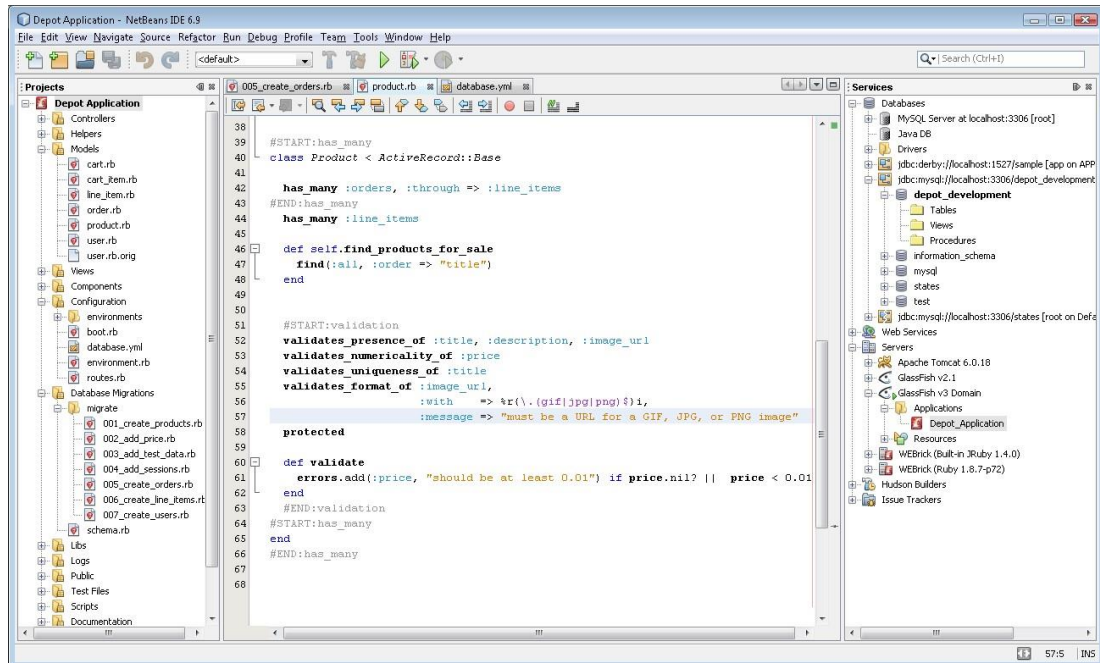 Depot Application - NetBeans IDE 6.9
File Edit View Navigate Source Refactor Run Debug Profile Team Tools Window Help
<default>
Search (Ctrl+I)
Projects
Depot Application
Controllers
Helpers
Models
cart.rb
cart_item.rb
line_item.rb
order.rb
product.rb
user.rb
user.rb.orig
Views
Components
Configuration
environments
boot.rb
database.yml
environment.rb
routes.rb
Database Migrations
migrate
001_create_products.rb
002_add_price.rb
003_add_test_data.rb
004_add_sessions.rb
005_create_orders.rb
006_create_line_items.rb
007_create_users.rb
schema.rb
Libs
Logs
Public
Test Files
Scripts
Documentation
005_create_orders.rb product.rb database.yml
38
39 #START:has_many
40 class Product < ActiveRecord::Base
41
42 has_many :orders, :through => :line_items
43 #END:has_many
44 has_many :line_items
45
46 def self.find_products_for_sale
47 find(:all, :order => "title")
48 end
49
50
51 #START:validation
52 validates_presence_of :title, :description, :image_url
53 validates_numericality_of :price
54 validates_uniqueness_of :title
55 validates_format_of :image_url,
56 :with => %r{\.(gif|jpg|png)$}i,
57 :message => "must be a URL for a GIF, JPG, or PNG image"
58 protected
59
60 def validate
61 errors.add(:price, "should be at least 0.01") if price.nil? || price < 0.01
62 end
63 #END:validation
64 #START:has_many
65 end
66 #END:has_many
67
68
Services
Databases
MySQL Server at localhost:3306 [root]
Java DB
Drivers
jdbc:derby://localhost:1527/sample [app on APP
jdbc:mysql://localhost:3306/depot_development
depot_development
Tables
Views
Procedures
information_schema
mysql
states
test
jdbc:mysql://localhost:3306/states [root on Defa
Web Services
Servers
Apache Tomcat 6.0.18
GlassFish v2.1
GlassFish v3 Domain
Applications
Depot_Application
Resources
WEBrick (Built-in JRuby 1.4.0)
WEBrick (Ruby 1.8.7-p72)
Hudson Builders
Issue Trackers
57:5 INS